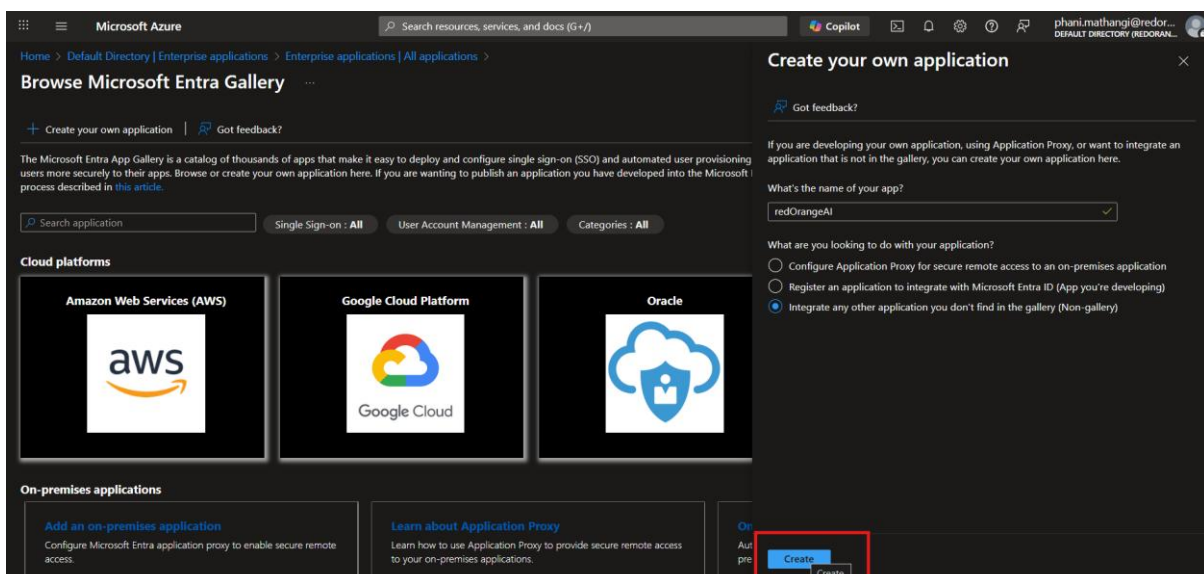 Microsoft Azure
Search resources, services, and docs (G+/)
Copilot
phani.mathangi@redor...
DEFAULT DIRECTORY (REDORAN...
Home > Default Directory | Enterprise applications > Enterprise applications | All applications >
Browse Microsoft Entra Gallery ...
Create your own application
Got feedback?
The Microsoft Entra App Gallery is a catalog of thousands of apps that make it easy to deploy and configure single sign-on (SSO) and automated user provisioning
users more securely to their apps. Browse or create your own application here. If you are wanting to publish an application you have developed into the Microsoft
process described in this article.
Search application
Single Sign-on : All
User Account Management : All
Categories : All
Cloud platforms
Amazon Web Services (AWS)
aws
Google Cloud Platform
Google Cloud
Oracle
On-premises applications
Add an on-premises application
Configure Microsoft Entra application proxy to enable secure remote
access.
Learn about Application Proxy
Learn how to use Application Proxy to provide secure remote access
to your on-premises applications.
On
Aut
pre
Create your own application
Got feedback?
If you are developing your own application, using Application Proxy, or want to integrate an
application that is not in the gallery, you can create your own application here.
What's the name of your app?
redOrangeAI
What are you looking to do with your application?
Configure Application Proxy for secure remote access to an on-premises application
Register an application to integrate with Microsoft Entra ID (App you're developing)
Integrate any other application you don't find in the gallery (Non-gallery)
Create
Create